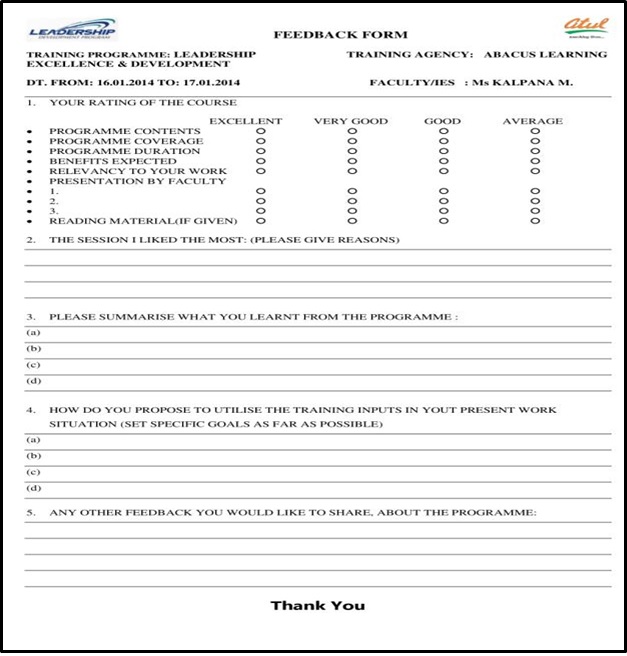 LEADERSHIP
DEVELOPMENT PROGRAM
FEEDBACK FORM
atul
TRAINING PROGRAMME: LEADERSHIP EXCELLENCE & DEVELOPMENT
TRAINING AGENCY: ABACUS LEARNING
DT. FROM: 16.01.2014 TO: 17.01.2014
FACULTY/IES : Ms KALPANA M.
1. YOUR RATING OF THE COURSE
EXCELLENT VERY GOOD GOOD AVERAGE
• PROGRAMME CONTENTS O O O O
• PROGRAMME COVERAGE O O O O
• PROGRAMME DURATION O O O O
• BENEFITS EXPECTED O O O O
• RELEVANCY TO YOUR WORK O O O O
• PRESENTATION BY FACULTY
• 1. O O O O
• 2. O O O O
• 3. O O O O
• READING MATERIAL(IF GIVEN) O O O O
2. THE SESSION I LIKED THE MOST: (PLEASE GIVE REASONS)
3. PLEASE SUMMARISE WHAT YOU LEARNT FROM THE PROGRAMME :
(a)
(b)
(c)
(d)
4. HOW DO YOU PROPOSE TO UTILISE THE TRAINING INPUTS IN YOUT PRESENT WORK
SITUATION (SET SPECIFIC GOALS AS FAR AS POSSIBLE)
(a)
(b)
(c)
(d)
5. ANY OTHER FEEDBACK YOU WOULD LIKE TO SHARE, ABOUT THE PROGRAMME:
Thank You